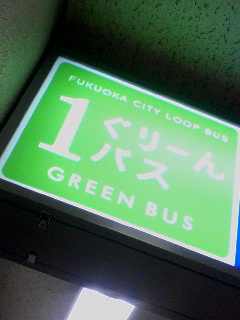 FUKUOKA CITY LOOP BUS
1 ぐりーん
バス
GREEN BUS